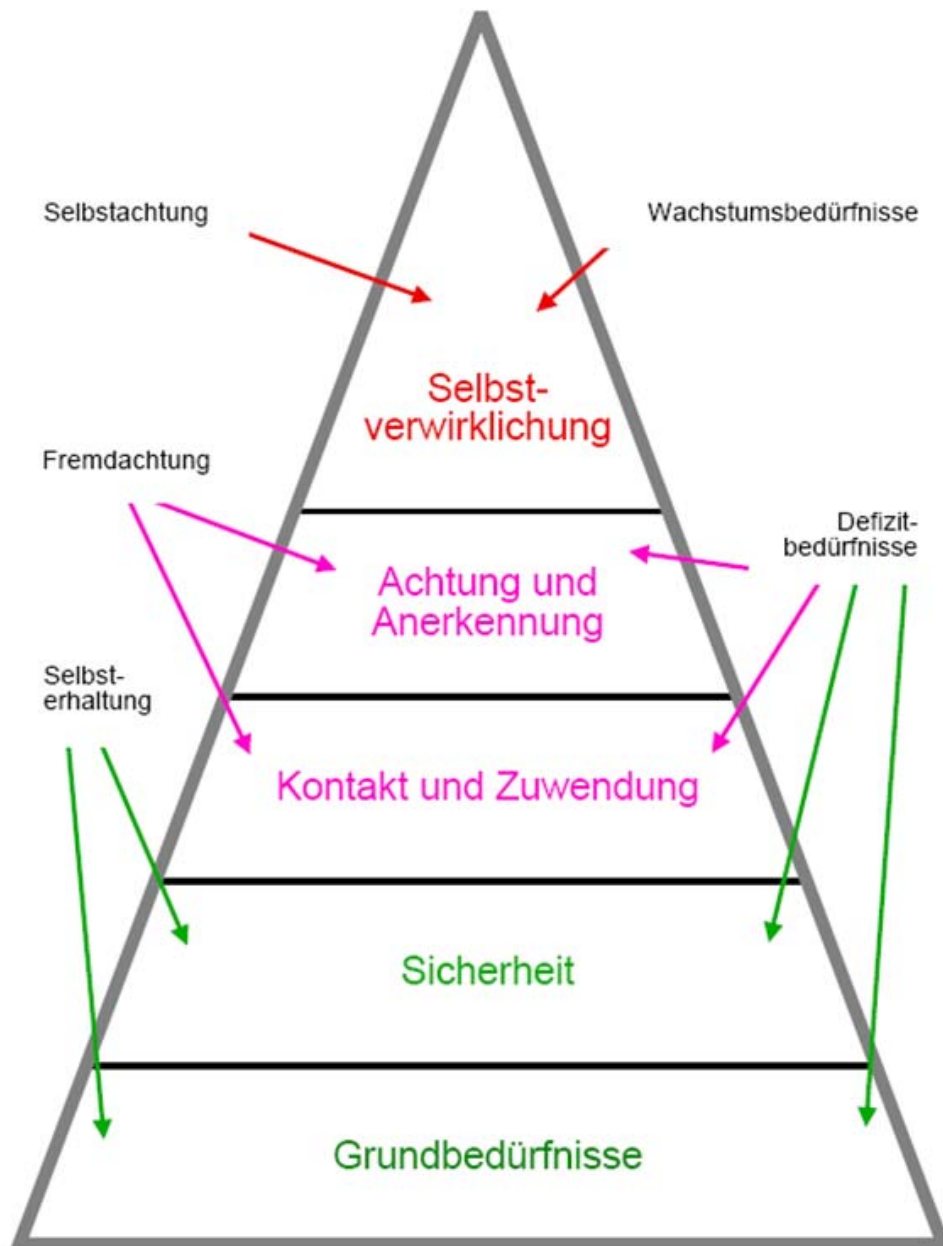 Selbstachtung
Wachstumsbedürfnisse
Selbst-
verwirklichung
Fremdachtung
Defizit-
bedürfnisse
Achtung und
Anerkennung
Selbst-
erhaltung
Kontakt und Zuwendung
Sicherheit
Grundbedürfnisse